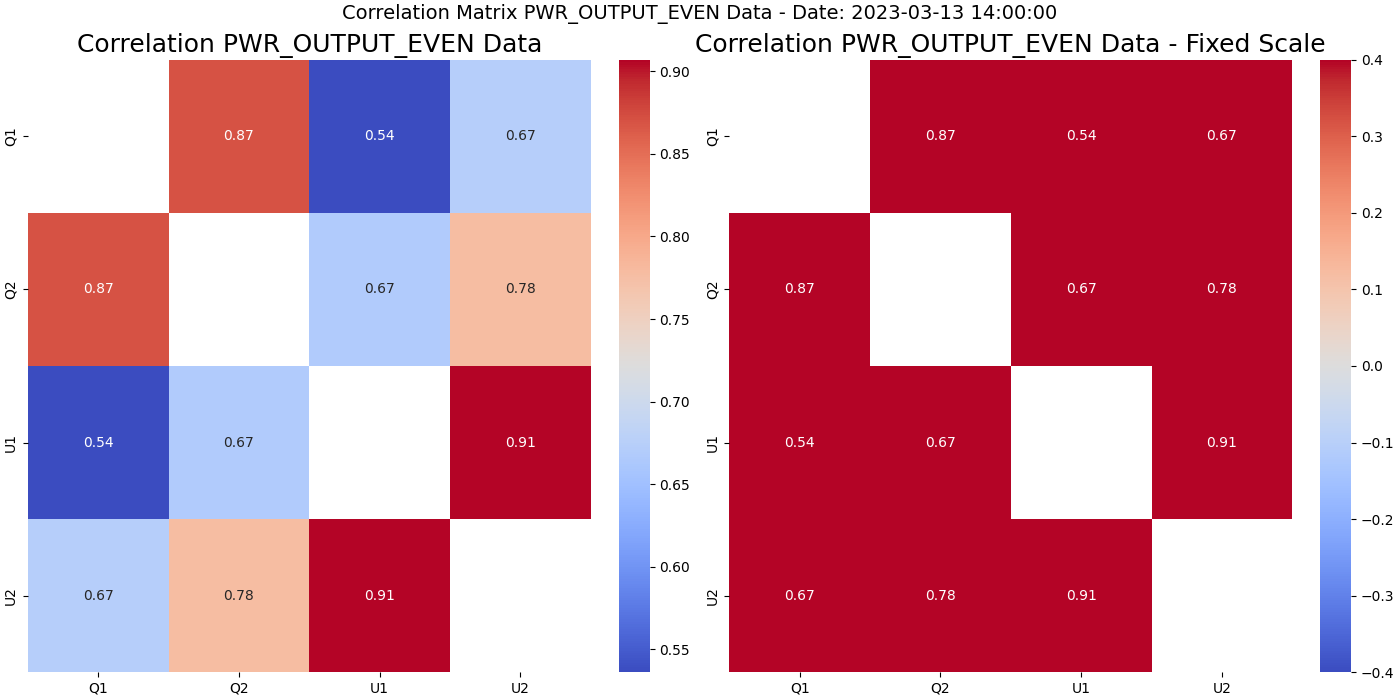 Correlation Matrix PWR_OUTPUT_EVEN Data - Date: 2023-03-13 14:00:00
Correlation PWR_OUTPUT_EVEN Data
Q1
0.87
0.54
0.67
Q2
0.87
0.67
0.78
U1
0.54
0.67
0.91
U2
0.67
0.78
0.91
Q1
Q2
U1
U2
0.90
0.85
0.80
0.75
0.70
0.65
0.60
0.55
Correlation PWR_OUTPUT_EVEN Data - Fixed Scale
Q1
0.87
0.54
0.67
Q2
0.87
0.67
0.78
U1
0.54
0.67
0.91
U2
0.67
0.78
0.91
Q1
Q2
U1
U2
0.4
0.3
0.2
0.1
0.0
−0.1
−0.2
−0.3
−0.4